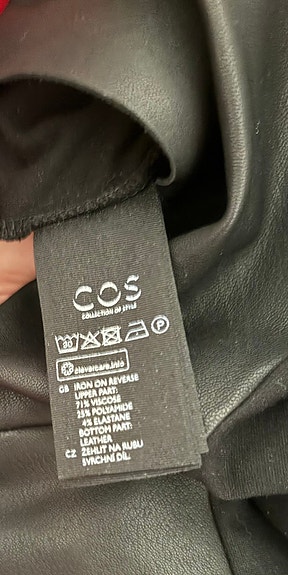 COS
COLLECTION OF STYLE
30 P
clevercare.info
GB IRON ON REVERSE
UPPER PART:
71% VISCOSE
25% POLYAMIDE
4% ELASTANE
BOTTOM PART:
LEATHER
CZ ŽEHLIT NA RUBU
SVRCHNÍ DÍL: